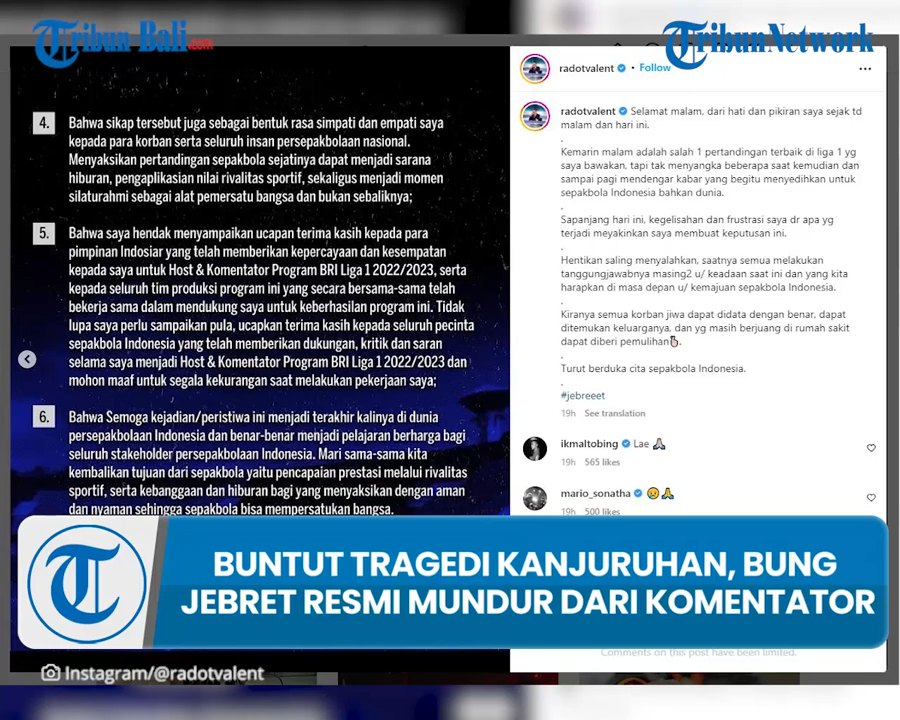 Tribun Bali.com
TribunNetwork
4.
Bahwa sikap tersebut juga sebagai bentuk rasa simpati dan empati saya
kepada para korban serta seluruh insan persepakbolaan nasional.
Menyaksikan pertandingan sepakbola sejatinya dapat menjadi sarana
hiburan, pengaplikasian nilai rivalitas sportif, sekaligus menjadi momen
silaturahmi sebagai alat pemersatu bangsa dan bukan sebaliknya;
5.
Bahwa saya hendak menyampaikan ucapan terima kasih kepada para
pimpinan Indosiar yang telah memberikan kepercayaan dan kesempatan
kepada saya untuk Host & Komentator Program BRI Liga 1 2022/2023, serta
kepada seluruh tim produksi program ini yang secara bersama-sama telah
bekerja sama dalam mendukung saya untuk keberhasilan program ini. Tidak
lupa saya perlu sampaikan pula, ucapkan terima kasih kepada seluruh pecinta
sepakbola Indonesia yang telah memberikan dukungan, kritik dan saran
selama saya menjadi Host & Komentator Program BRI Liga 1 2022/2023 dan
mohon maaf untuk segala kekurangan saat melakukan pekerjaan saya;
6.
Bahwa Semoga kejadian/peristiwa ini menjadi terakhir kalinya di dunia
persepakbolaan Indonesia dan benar-benar menjadi pelajaran berharga bagi
seluruh stakeholder persepakbolaan Indonesia. Mari sama-sama kita
kembalikan tujuan dari sepakbola yaitu pencapaian prestasi melalui rivalitas
sportif, serta kebanggaan dan hiburan bagi yang menyaksikan dengan aman
dan nyaman sehingga sepakbola bisa mempersatukan bangsa.
radotvalent • Follow
radotvalent Selamat malam, dari hati dan pikiran saya sejak td
malam dan hari ini.
.
Kemarin malam adalah salah 1 pertandingan terbaik di liga 1 yg
saya bawakan, tapi tak menyangka beberapa saat kemudian dan
sampai pagi mendengar kabar yang begitu menyedihkan untuk
sepakbola Indonesia bahkan dunia.
.
Sapanjang hari ini, kegelisahan dan frustrasi saya dr apa yg
terjadi meyakinkan saya membuat keputusan ini.
.
Hentikan saling menyalahkan, saatnya semua melakukan
tanggungjawabnya masing2 u/ keadaan saat ini dan yang kita
harapkan di masa depan u/ kemajuan sepakbola Indonesia.
.
Kiranya semua korban jiwa dapat didata dengan benar, dapat
ditemukan keluarganya, dan yg masih berjuang di rumah sakit
dapat diberi pemulihan🙏🏻.
.
Turut berduka cita sepakbola Indonesia.
.
#jebreeet
19h See translation
ikmaltobing Lae 🙏🏻
19h 565 likes
mario_sonatha 😢🙏
19h 500 likes
BUNTUT TRAGEDI KANJURUHAN, BUNG
JEBRET RESMI MUNDUR DARI KOMENTATOR
Comments on this post have been limited.
Instagram/@radotvalent